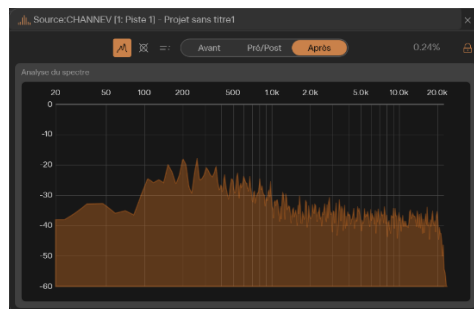 Source:CHANNEV [1: Piste 1] - Projet sans titre1
Avant Pré/Post Après 0.24%
Analyse du spectre
20 50 100 200 500 1.0k 2.0k 5.0k 10.0k 20.0k
0
-10
-20
-30
-40
-50
-60